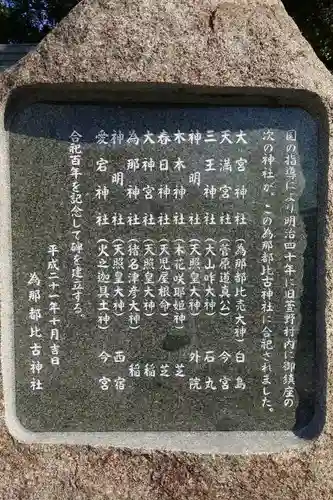 国の指導により明治四十年に旧萱野村内に御鎮座の
次の神社が、この為那都比古神社に合祀されました。
大宮神社(為那都比売大神)白島
天満宮社(菅原道真公)今宮
三王神社(大山咋大神)石丸
神明社(天照皇大神)外院
木木神社(木花咲耶姫神)芝
春日神社(天児屋根命)芝
大神宮社(天照皇大神)稲
為那神社(猪名津彦大神)稲
神明社(天照皇大神)西宿
愛宕神社(火之迦具土神)今宮
合祀百年を記念して碑を建立する。
平成二十一年十月吉日
為那都比古神社